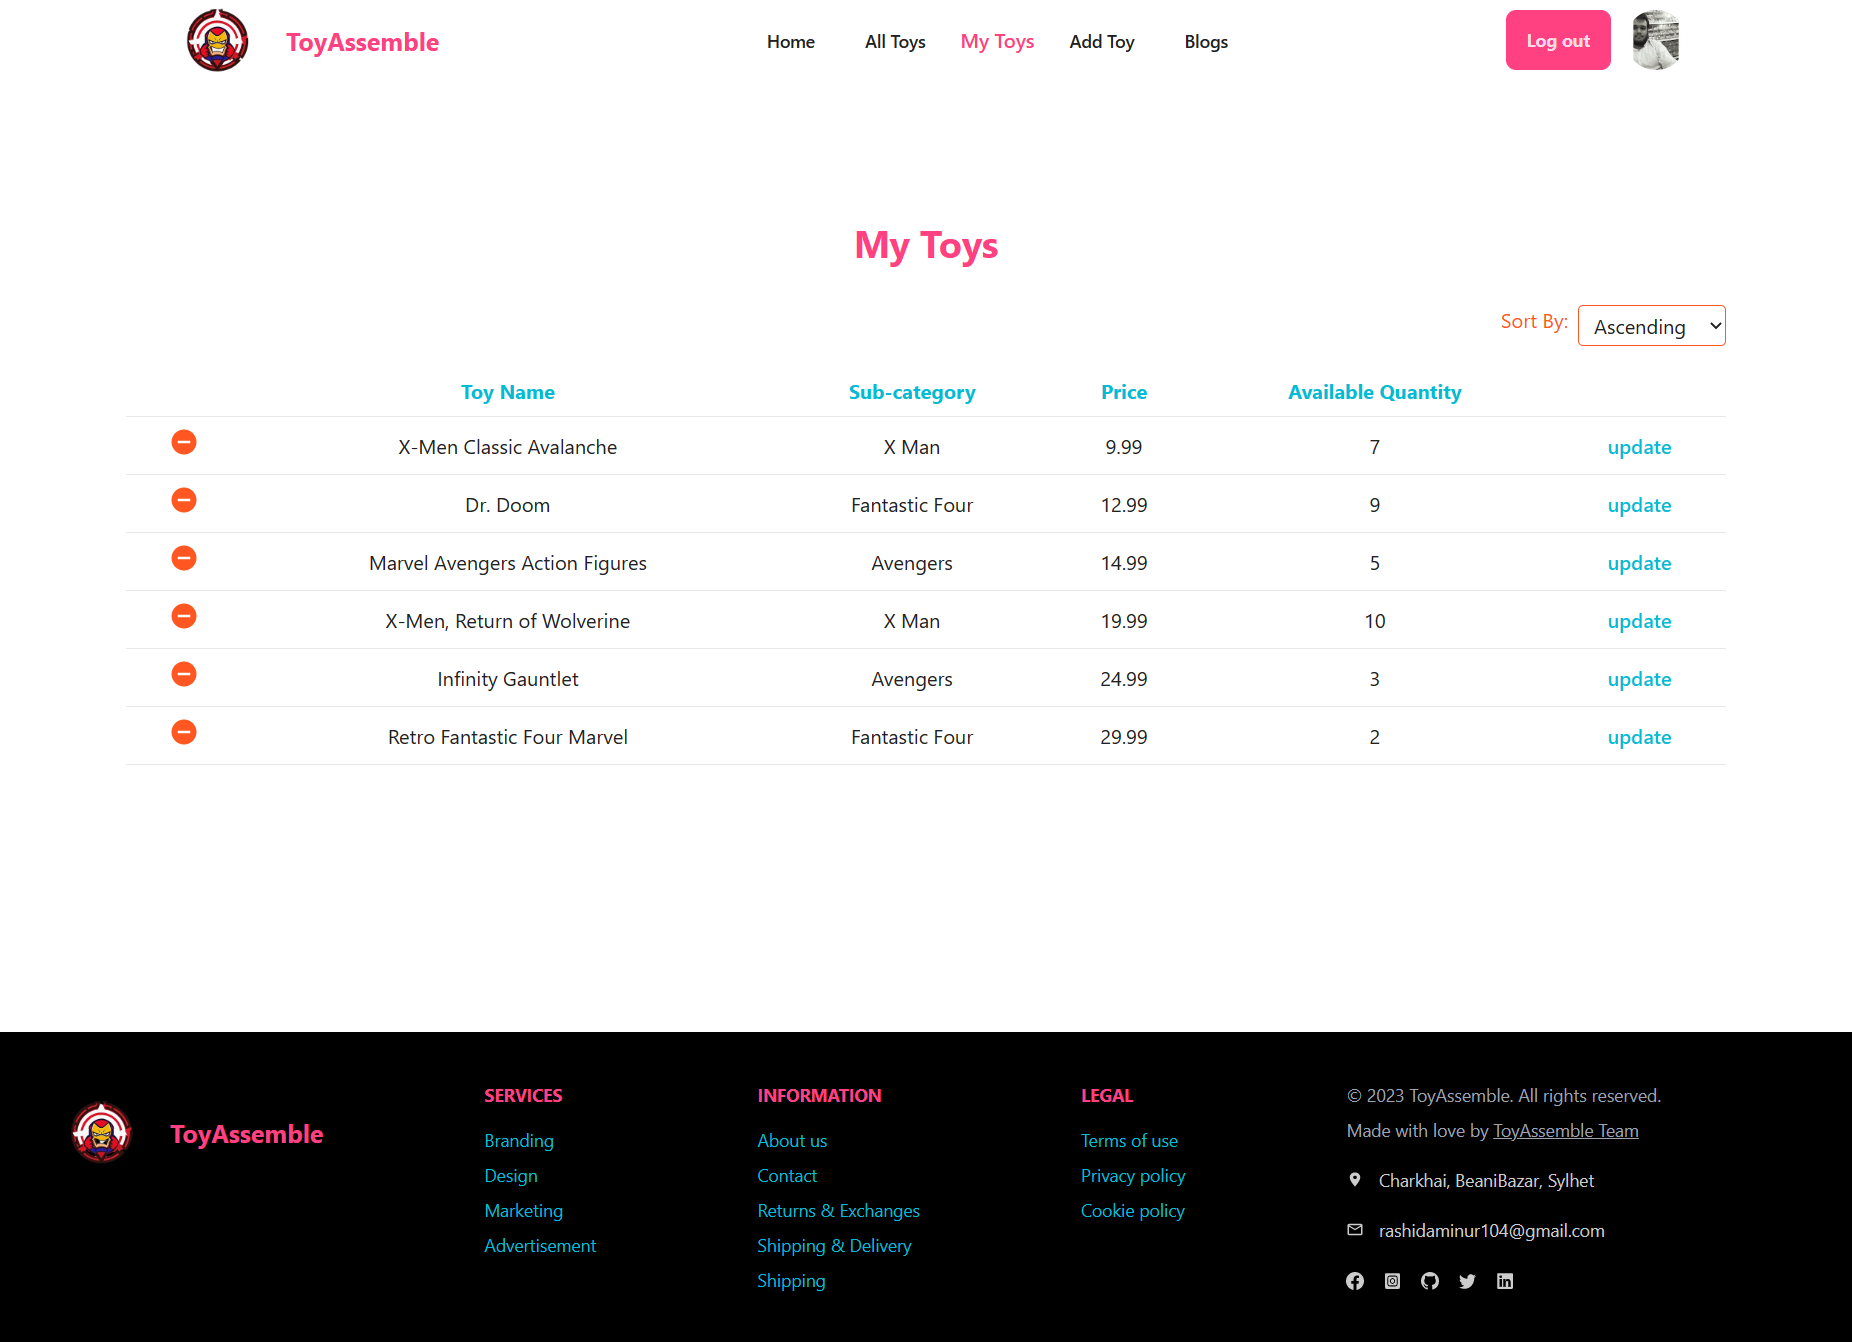 ToyAssemble
Home All Toys My Toys Add Toy Blogs
Log out
My Toys
Sort By: Ascending
Toy Name Sub-category Price Available Quantity
X-Men Classic Avalanche X Man 9.99 7 update
Dr. Doom Fantastic Four 12.99 9 update
Marvel Avengers Action Figures Avengers 14.99 5 update
X-Men, Return of Wolverine X Man 19.99 10 update
Infinity Gauntlet Avengers 24.99 3 update
Retro Fantastic Four Marvel Fantastic Four 29.99 2 update
ToyAssemble
SERVICES
Branding
Design
Marketing
Advertisement
INFORMATION
About us
Contact
Returns & Exchanges
Shipping & Delivery
Shipping
LEGAL
Terms of use
Privacy policy
Cookie policy
© 2023 ToyAssemble. All rights reserved.
Made with love by ToyAssemble Team
Charkhai, BeaniBazar, Sylhet
rashidaminur104@gmail.com